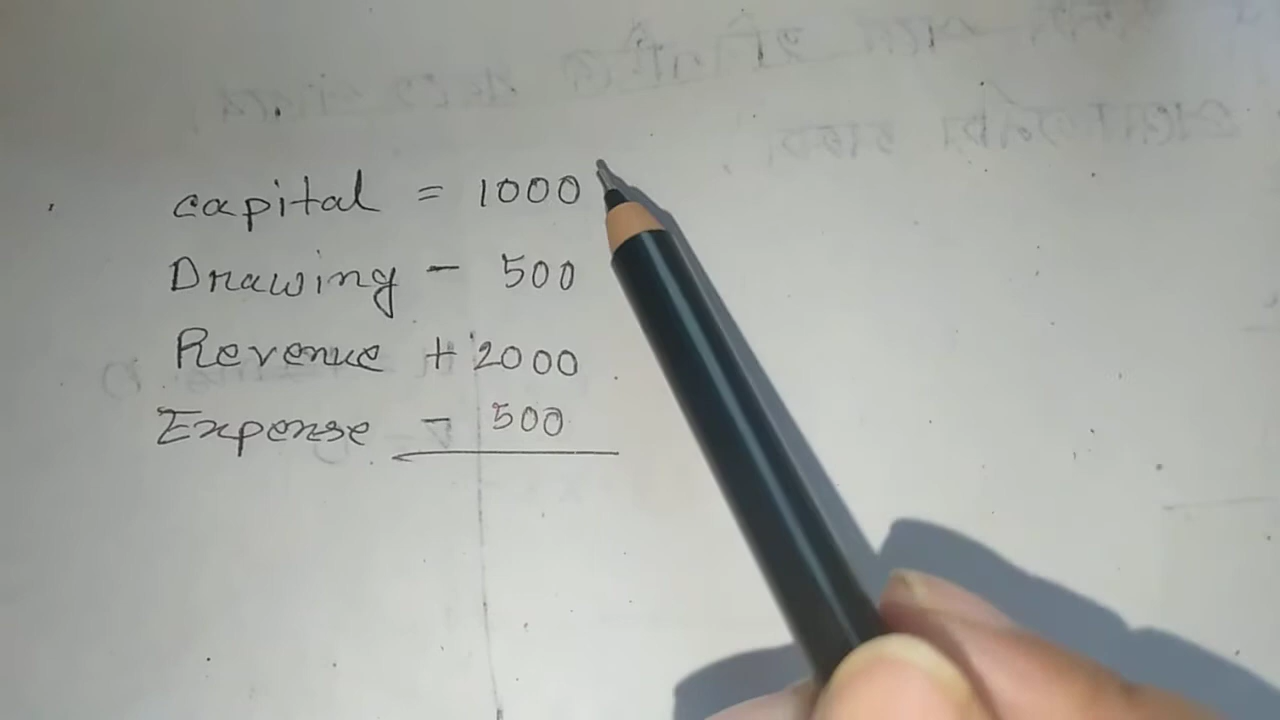 capital = 1000
Drawing - 500
Revenue + 2000
Expense - 500